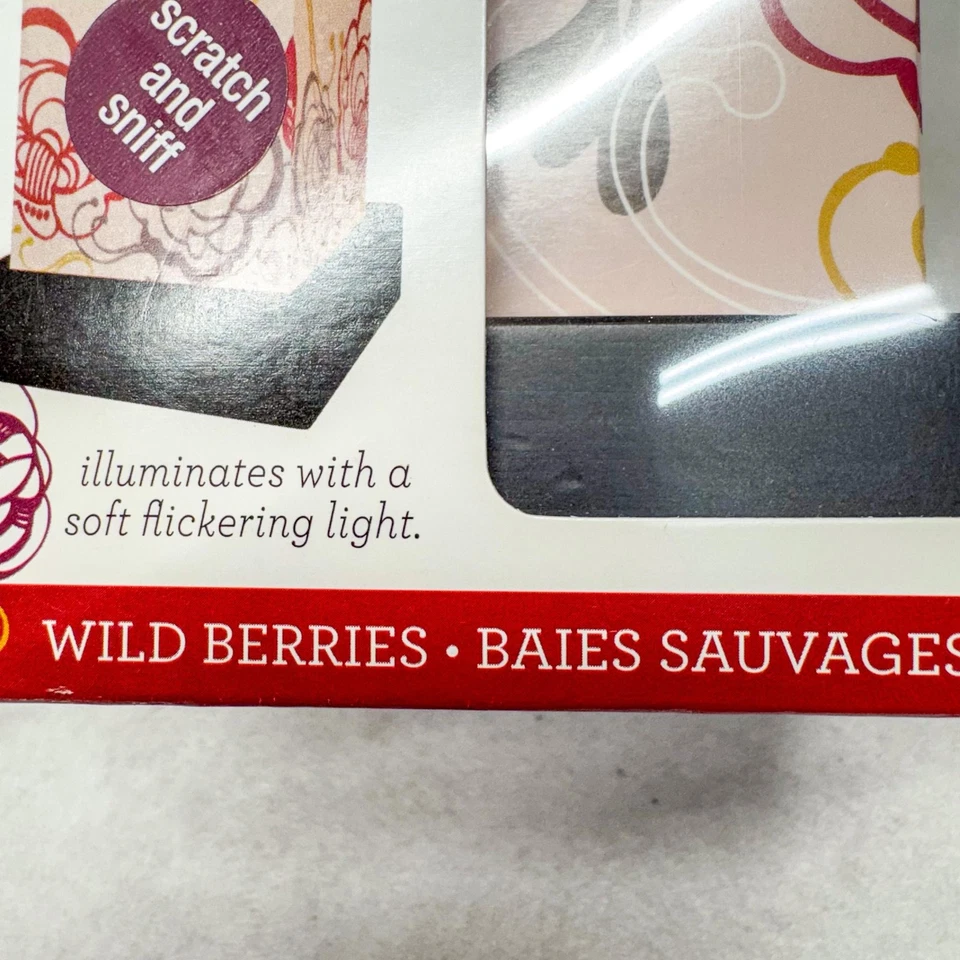 scratch
and
sniff
illuminates with a
soft flickering light.
WILD BERRIES • BAIES SAUVAGES